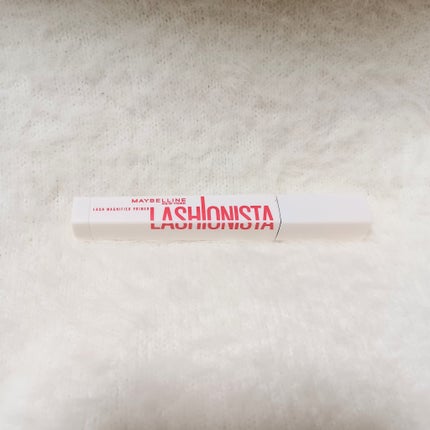 MAYBELLINE
NEW YORK
LASH MAGNIFIER PRIMER
LASHIONISTA